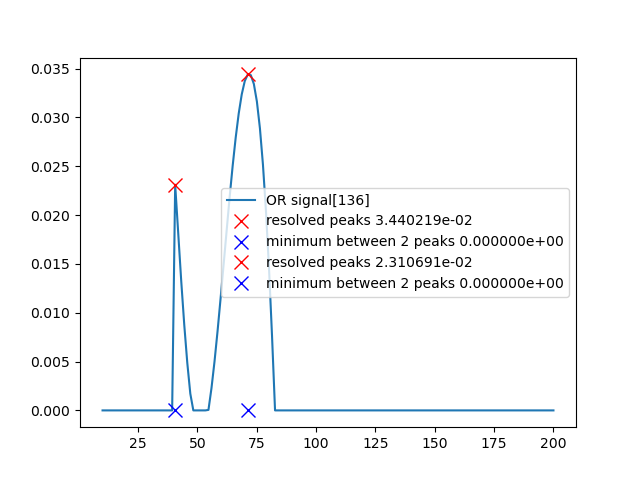 0.035
0.030
0.025
0.020
0.015
0.010
0.005
0.000
OR signal[136]
resolved peaks 3.440219e-02
minimum between 2 peaks 0.000000e+00
resolved peaks 2.310691e-02
minimum between 2 peaks 0.000000e+00
25 50 75 100 125 150 175 200